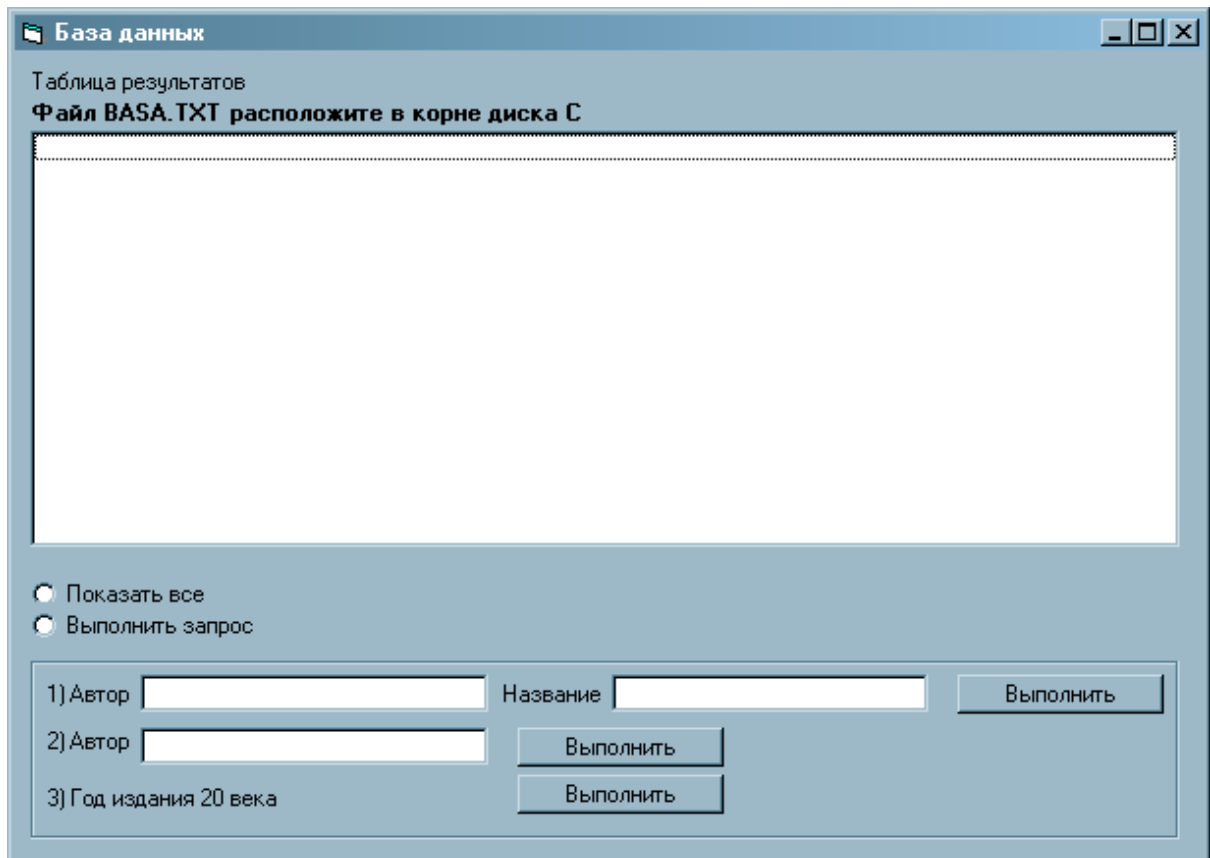 База данных
Таблица результатов
Файл BASA.TXT расположите в корне диска C
Показать все
Выполнить запрос
1) Автор Название Выполнить
2) Автор Выполнить
3) Год издания 20 века Выполнить